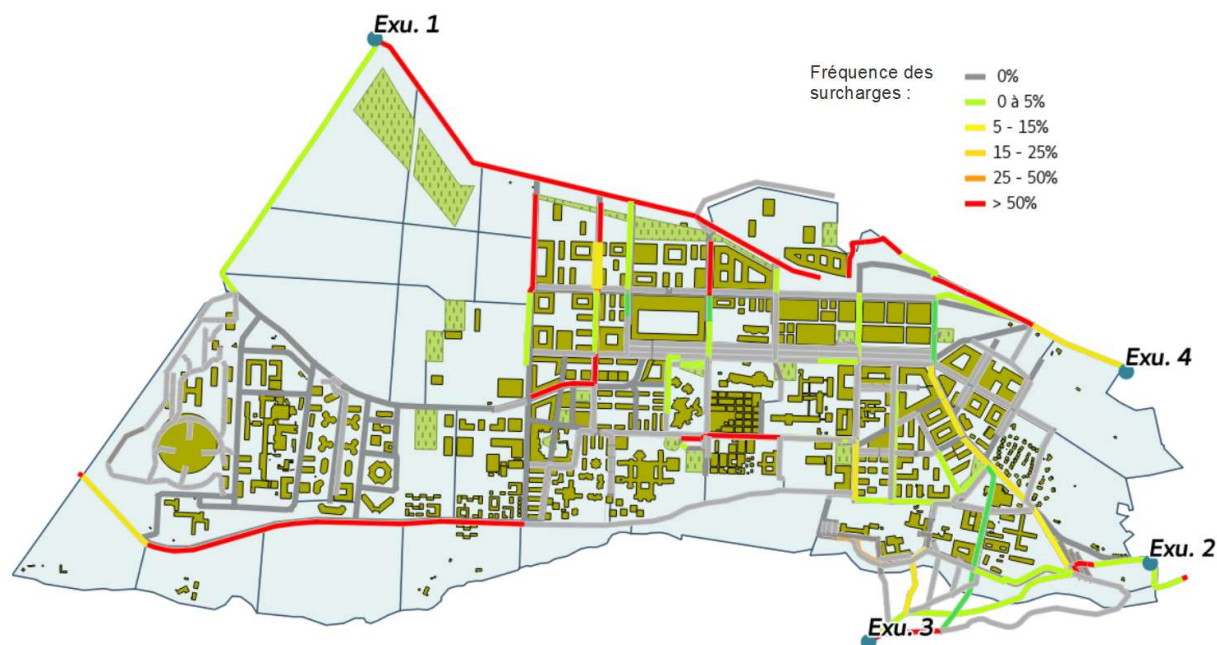 Exu. 1
Fréquence des
surcharges :
0%
0 à 5%
5 - 15%
15 - 25%
25 - 50%
> 50%
Exu. 4
Exu. 2
Exu. 3